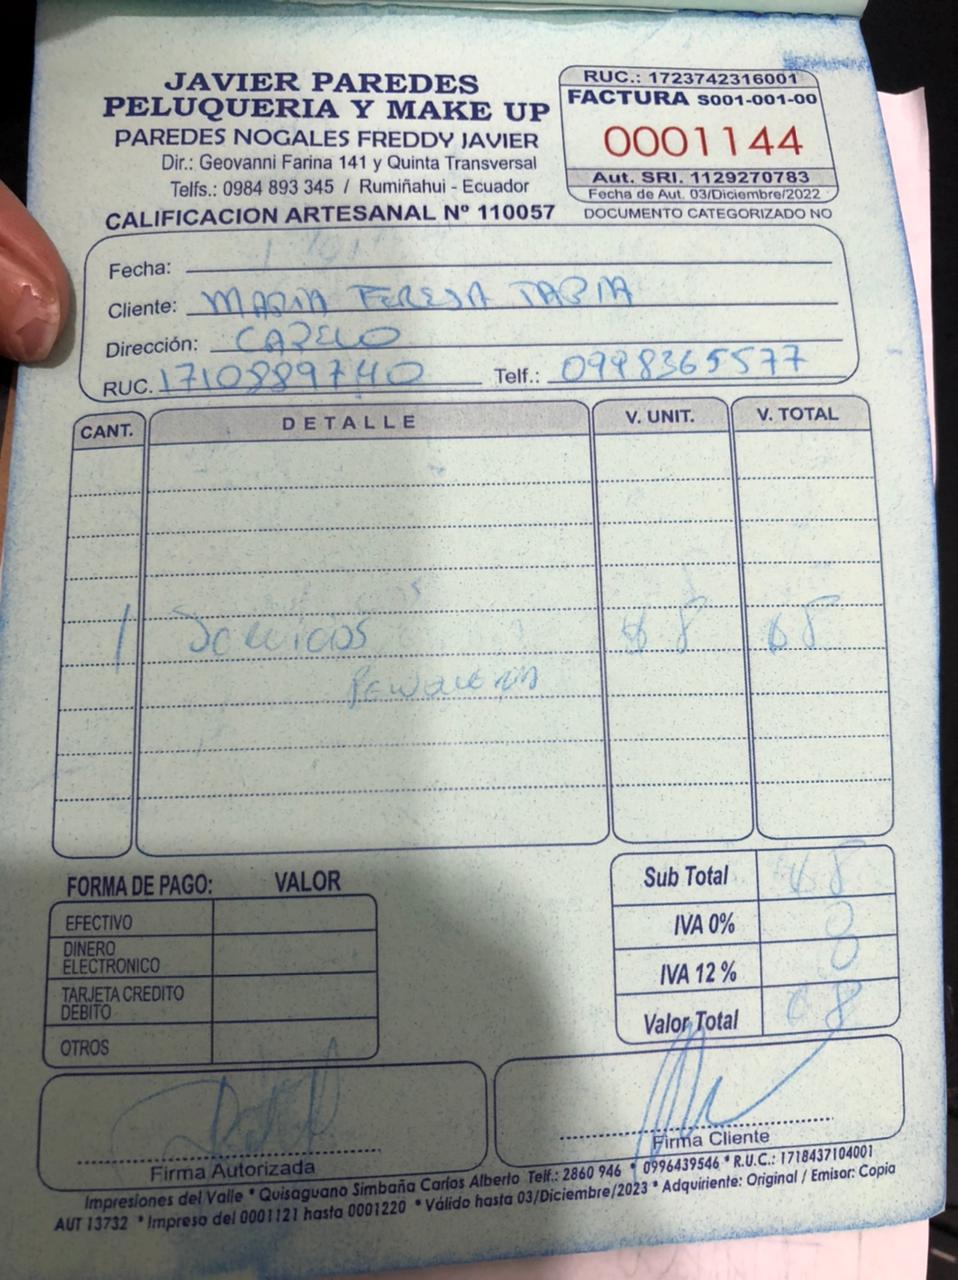 JAVIER PAREDES
PELUQUERIA Y MAKE UP
PAREDES NOGALES FREDDY JAVIER
Dir.: Geovanni Farina 141 y Quinta Transversal
Telfs.: 0984 893 345 / Rumiñahui - Ecuador
CALIFICACION ARTESANAL Nº 110057
RUC.: 1723742316001
FACTURA S001-001-00
0001144
Aut. SRI. 1129270783
Fecha de Aut. 03/Diciembre/2022
DOCUMENTO CATEGORIZADO NO
Fecha:
Cliente: MARIA TERESA TAPIA
Dirección: CAPELO
RUC. 1710889740 Telf.: 0998365577
CANT. DETALLE V. UNIT. V. TOTAL
1 Servicios $8 $8
Peluqueria
FORMA DE PAGO: VALOR
EFECTIVO
DINERO
ELECTRONICO
TARJETA CREDITO
DEBITO
OTROS
Sub Total $8
IVA 0% 0
IVA 12 % 0
Valor Total $8
Firma Autorizada
Firma Cliente
Impresiones del Valle * Quisaguano Simbaña Carlos Alberto Telf.: 2860 946 * 0996439546 * R.U.C.: 1718437104001
AUT 13732 * Impreso del 0001121 hasta 0001220 * Válido hasta 03/Diciembre/2023 * Adquiriente: Original / Emisor: Copia